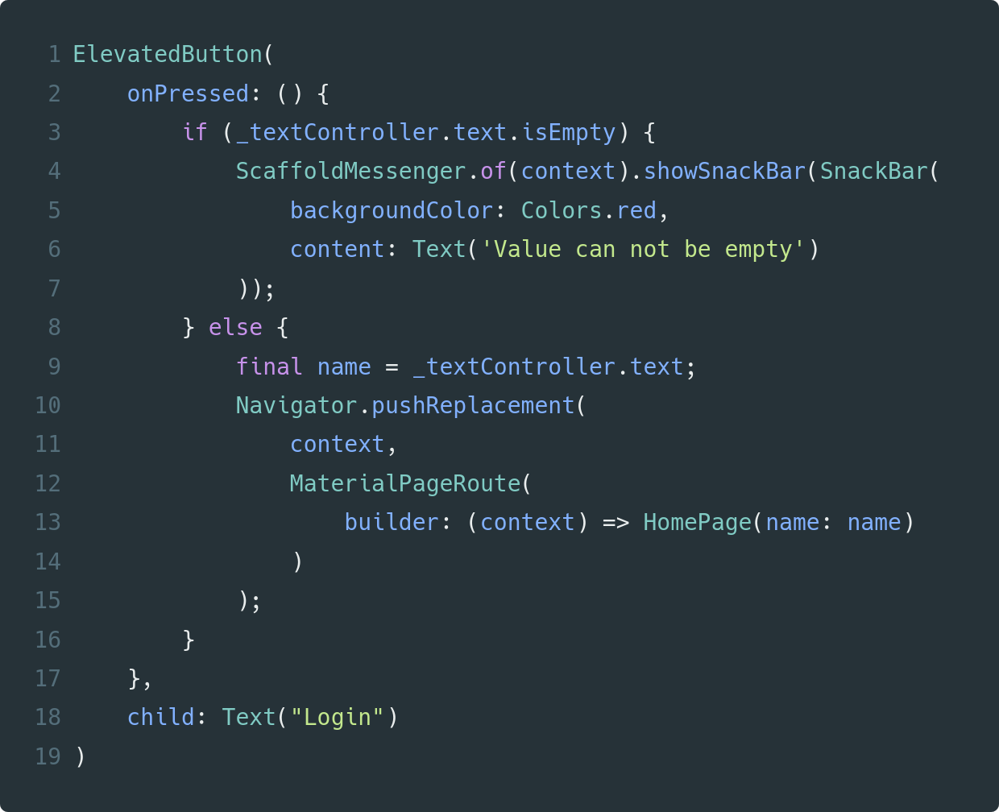 1 ElevatedButton(
2     onPressed: () {
3         if (_textController.text.isEmpty) {
4             ScaffoldMessenger.of(context).showSnackBar(SnackBar(
5                 backgroundColor: Colors.red,
6                 content: Text('Value can not be empty')
7             ));
8         } else {
9             final name = _textController.text;
10             Navigator.pushReplacement(
11                 context,
12                 MaterialPageRoute(
13                     builder: (context) => HomePage(name: name)
14                 )
15             );
16         }
17     },
18     child: Text("Login")
19 )